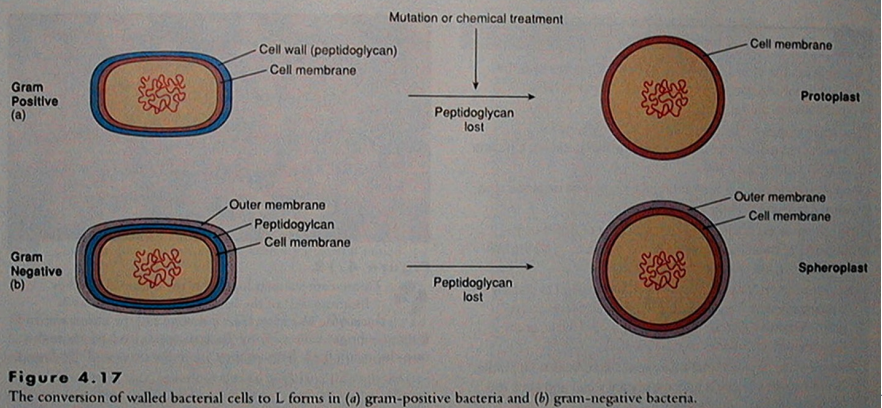 Mutation or chemical treatment
Cell wall (peptidoglycan)
Cell membrane
Gram
Positive
(a)
Peptidoglycan
lost
Cell membrane
Protoplast
Outer membrane
Peptidogylcan
Cell membrane
Gram
Negative
(b)
Peptidoglycan
lost
Outer membrane
Cell membrane
Spheroplast
Figure 4.17
The conversion of walled bacterial cells to L forms in (a) gram-positive bacteria and (b) gram-negative bacteria.